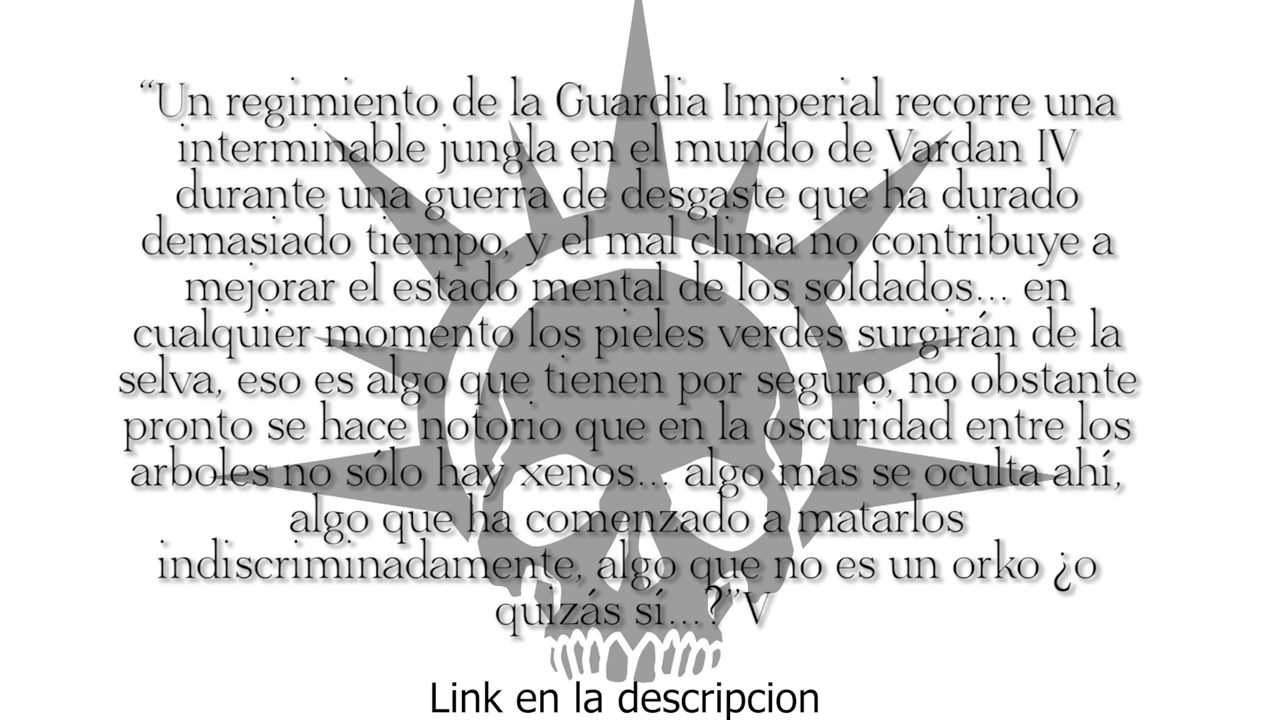 “Un regimiento de la Guardia Imperial recorre una
interminable jungla en el mundo de Vardan IV
durante una guerra de desgaste que ha durado
demasiado tiempo, y el mal clima no contribuye a
mejorar el estado mental de los soldados... en
cualquier momento los pieles verdes surgirán de la
selva, eso es algo que tienen por seguro, no obstante
pronto se hace notorio que en la oscuridad entre los
arboles no sólo hay xenos... algo mas se oculta ahí,
algo que ha comenzado a matarlos
indiscriminadamente, algo que no es un orko ¿o
quizás sí...?”V
Link en la descripcion